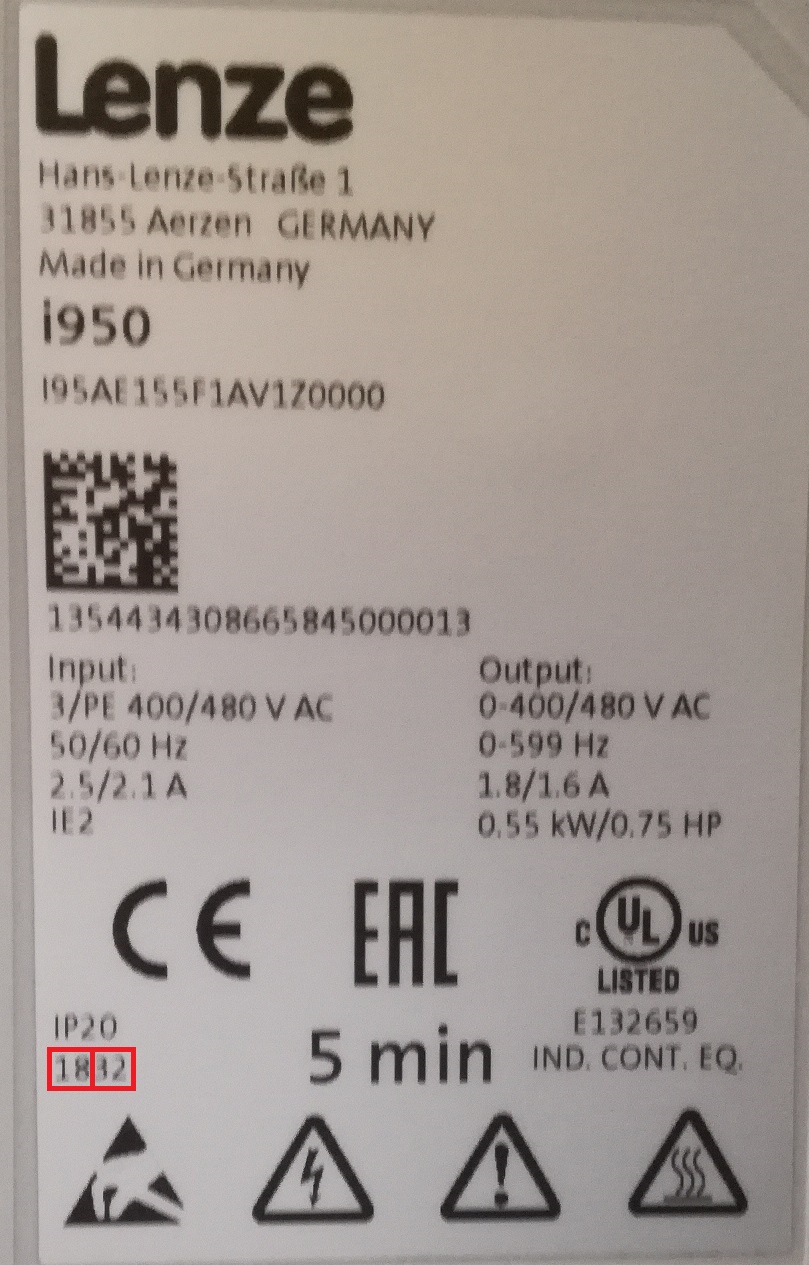 Lenze
Hans-Lenze-Straße 1
31855 Aerzen GERMANY
Made in Germany
i950
I95AE155F1AV1Z0000
1354434308665845000013
Input:
3/PE 400/480 V AC
50/60 Hz
2.5/2.1 A
IE2
Output:
0-400/480 V AC
0-599 Hz
1.8/1.6 A
0.55 kW/0.75 HP
CE
EAC
C UL US
LISTED
E132659
IND. CONT. EQ.
IP20
1832
5 min